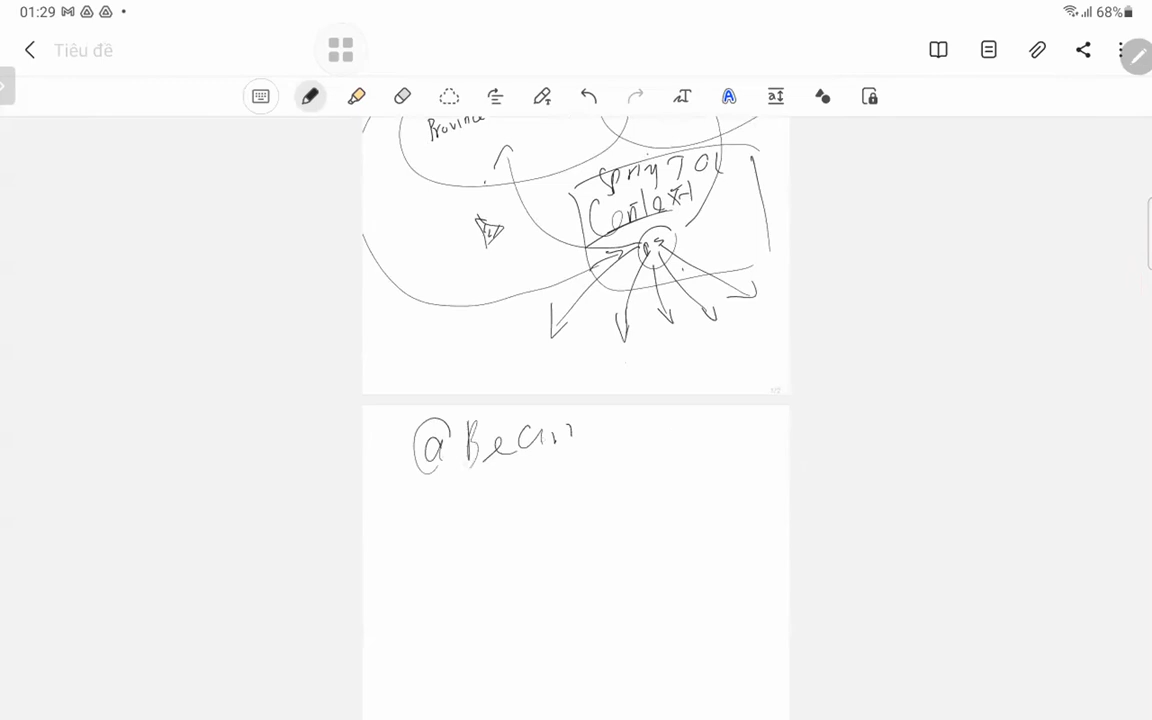 01:29
68%
Tiêu đề
Province
Spring IOC
Context
@Bean